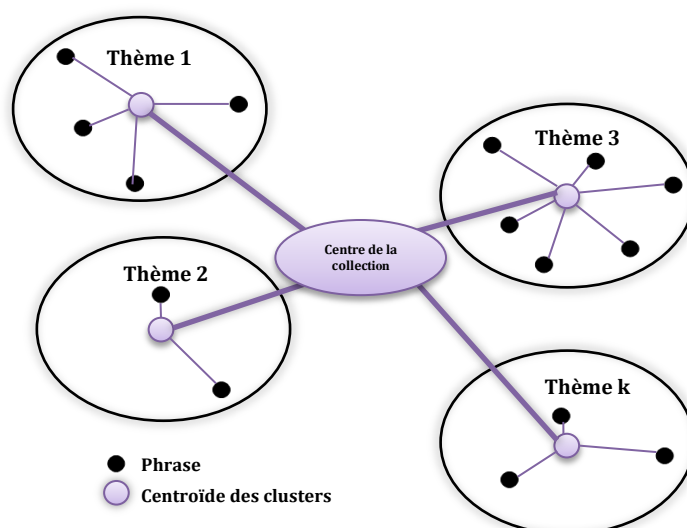 Thème 1
Thème 3
Centre de la
collection
Thème 2
Thème k
Phrase
Centroïde des clusters